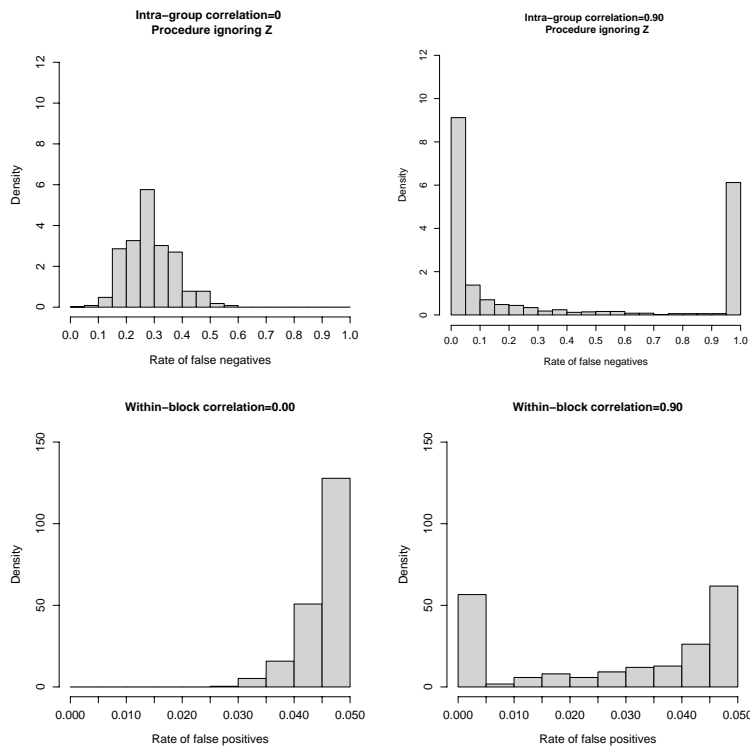 Intra−group correlation=0
Procedure ignoring Z
Density
0 2 4 6 8 10 12
0.0 0.1 0.2 0.3 0.4 0.5 0.6 0.7 0.8 0.9 1.0
Rate of false negatives
Intra−group correlation=0.90
Procedure ignoring Z
Density
0 2 4 6 8 10 12
0.0 0.1 0.2 0.3 0.4 0.5 0.6 0.7 0.8 0.9 1.0
Rate of false negatives
Within−block correlation=0.00
Density
0 50 100 150
0.000 0.010 0.020 0.030 0.040 0.050
Rate of false positives
Within−block correlation=0.90
Density
0 50 100 150
0.000 0.010 0.020 0.030 0.040 0.050
Rate of false positives